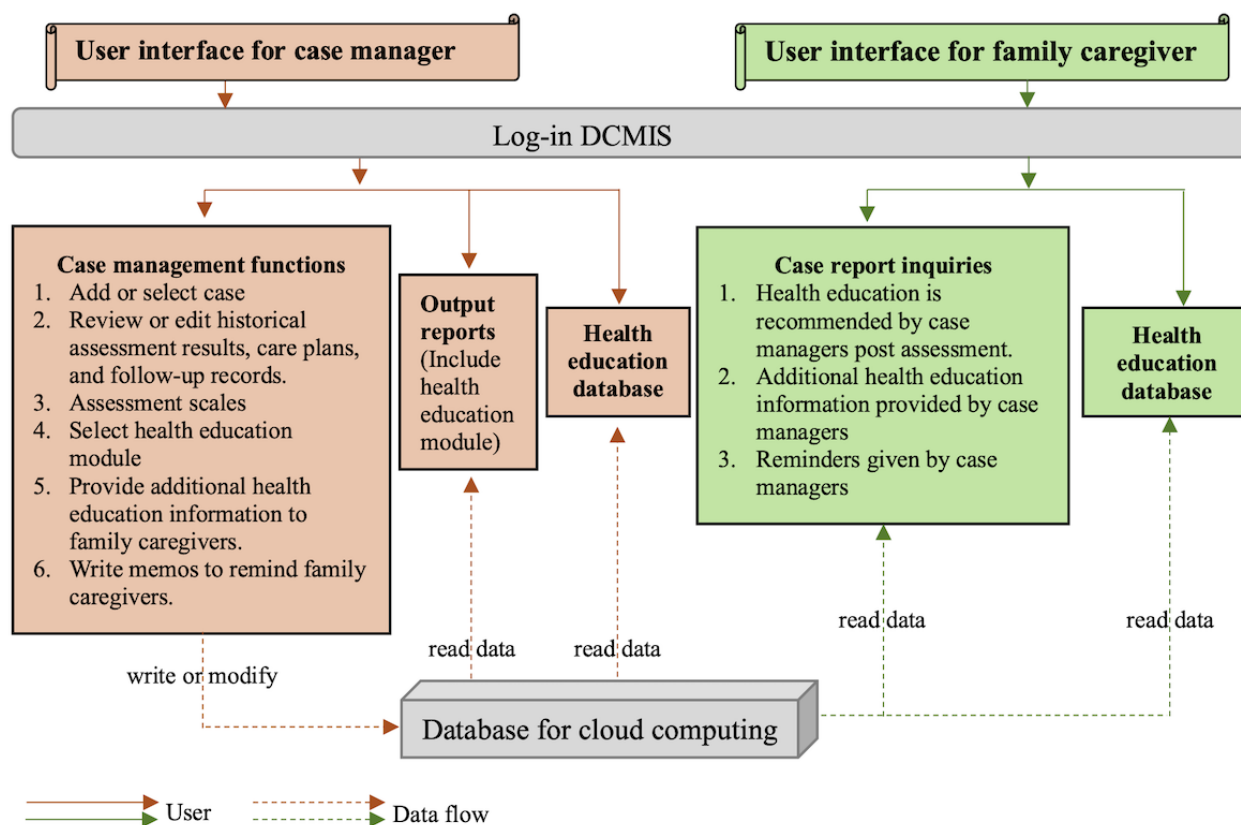 User interface for case manager
User interface for family caregiver
Log-in DCMIS
Case management functions
1. Add or select case
2. Review or edit historical
assessment results, care plans,
and follow-up records.
3. Assessment scales
4. Select health education
module
5. Provide additional health
education information to
family caregivers.
6. Write memos to remind family
caregivers.
Output
reports
(Include
health
education
module)
Health
education
database
Case report inquiries
1. Health education is
recommended by case
managers post assessment.
2. Additional health education
information provided by case
managers
3. Reminders given by case
managers
Health
education
database
write or modify
read data
read data
read data
read data
Database for cloud computing
User
Data flow